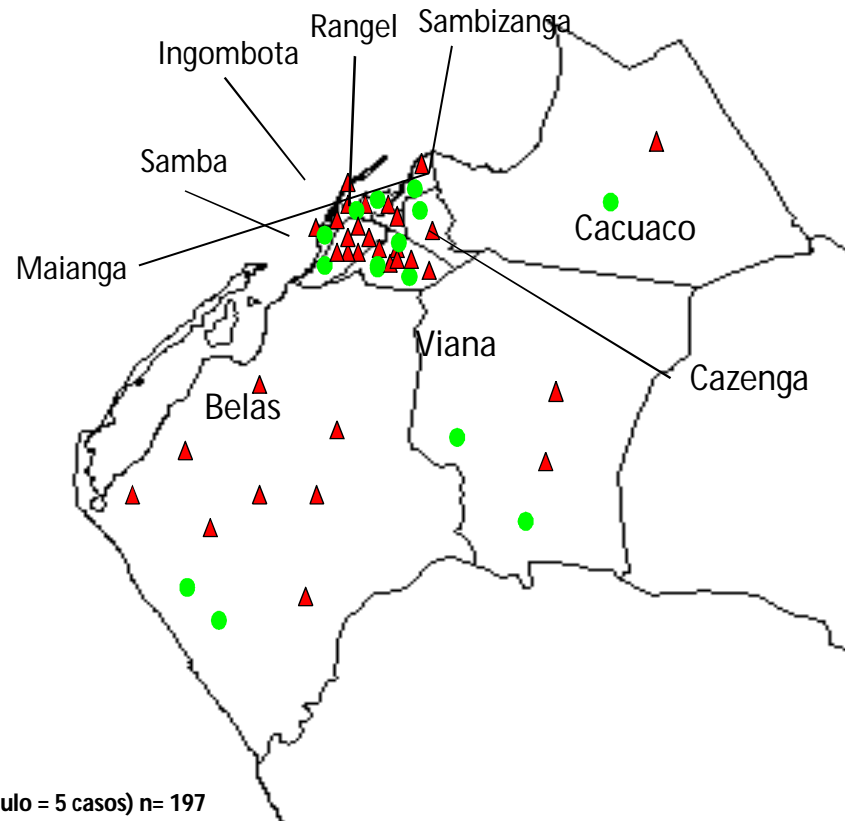 Rangel
Sambizanga
Ingombota
Samba
Cacuaco
Maianga
Viana
Cazenga
Belas
ulo = 5 casos) n= 197